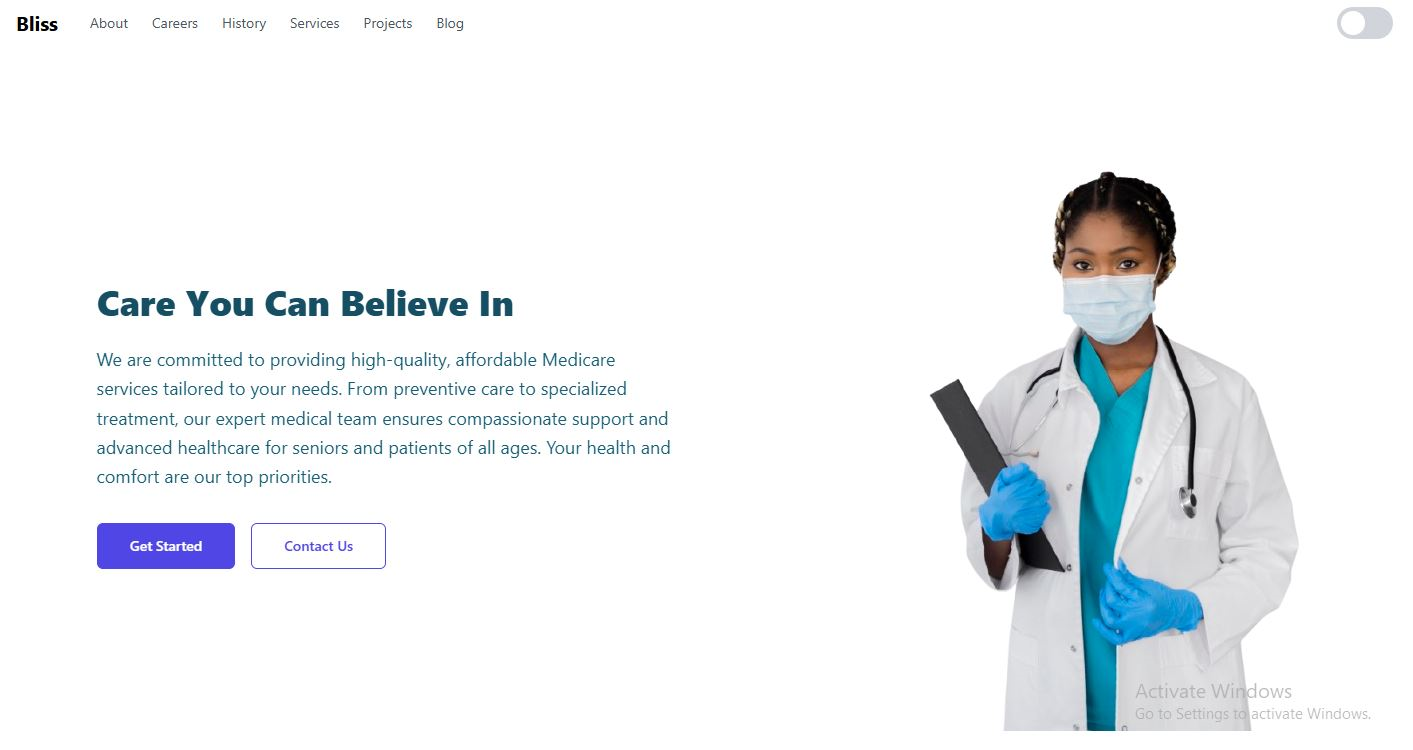 Bliss
About
Careers
History
Services
Projects
Blog
Care You Can Believe In
We are committed to providing high-quality, affordable Medicare
services tailored to your needs. From preventive care to specialized
treatment, our expert medical team ensures compassionate support and
advanced healthcare for seniors and patients of all ages. Your health and
comfort are our top priorities.
Get Started
Contact Us
Activate Windows
Go to Settings to activate Windows.